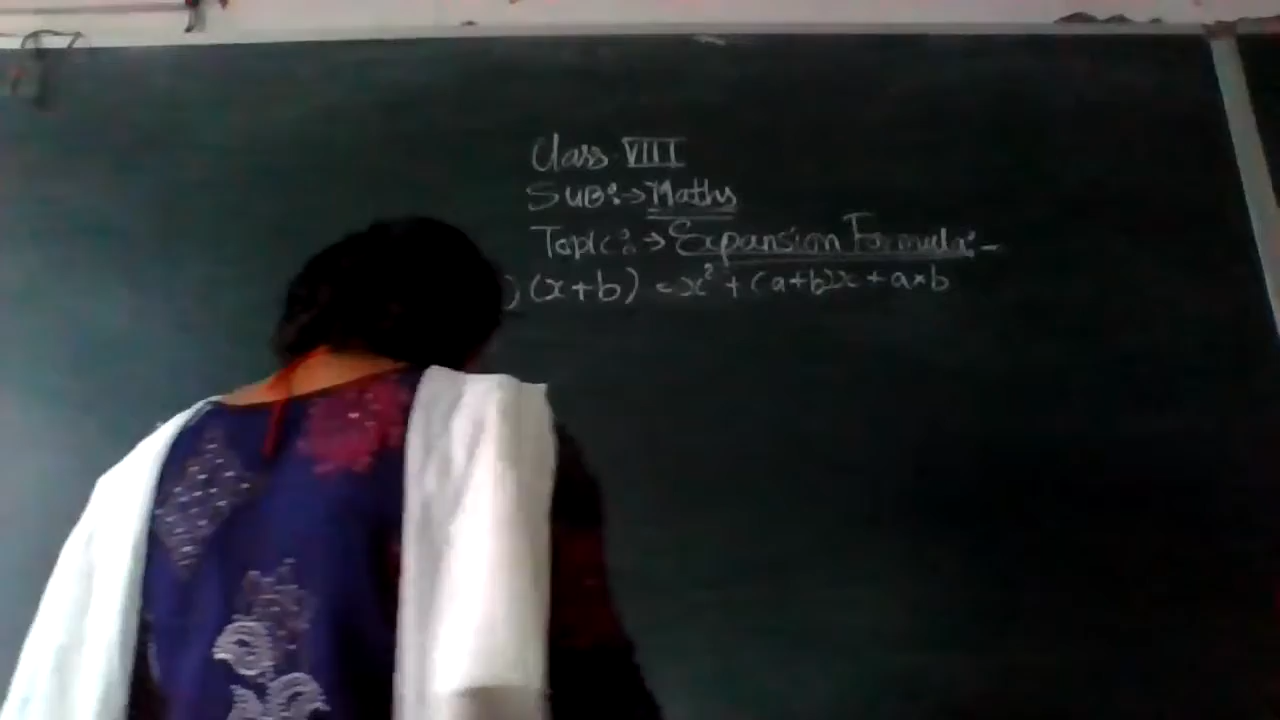 Class VIII
SUB:→ Maths
Topic:→ Expansion Formula:-
) (x+b) = x² + (a+b)x + a×b